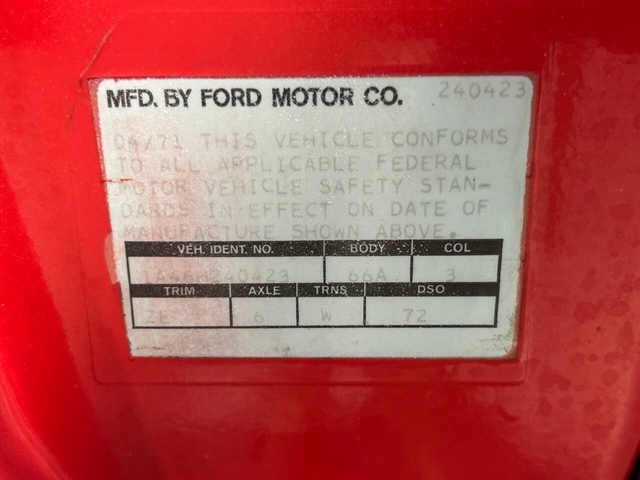 MFD. BY FORD MOTOR CO. 240423
04/71 THIS VEHICLE CONFORMS
TO ALL APPLICABLE FEDERAL
MOTOR VEHICLE SAFETY STAN-
DARDS IN EFFECT ON DATE OF
MANUFACTURE SHOWN ABOVE.
VEH. IDENT. NO. BODY COL
1A46H240423 66A 3
TRIM AXLE TRNS DSO
ZE 6 W 72